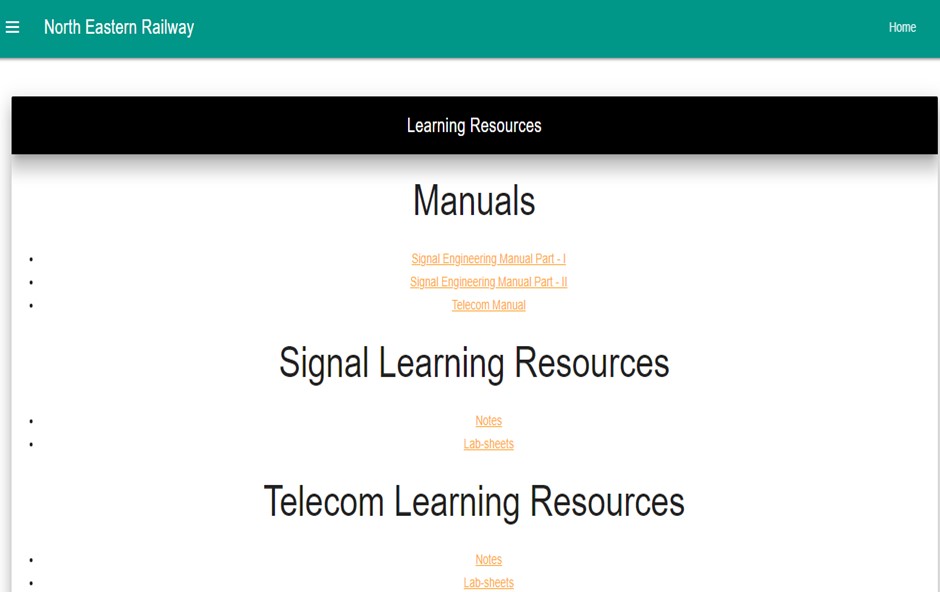 North Eastern Railway
Home
Learning Resources
Manuals
Signal Engineering Manual Part - I
Signal Engineering Manual Part - II
Telecom Manual
Signal Learning Resources
Notes
Lab-sheets
Telecom Learning Resources
Notes
Lab-sheets